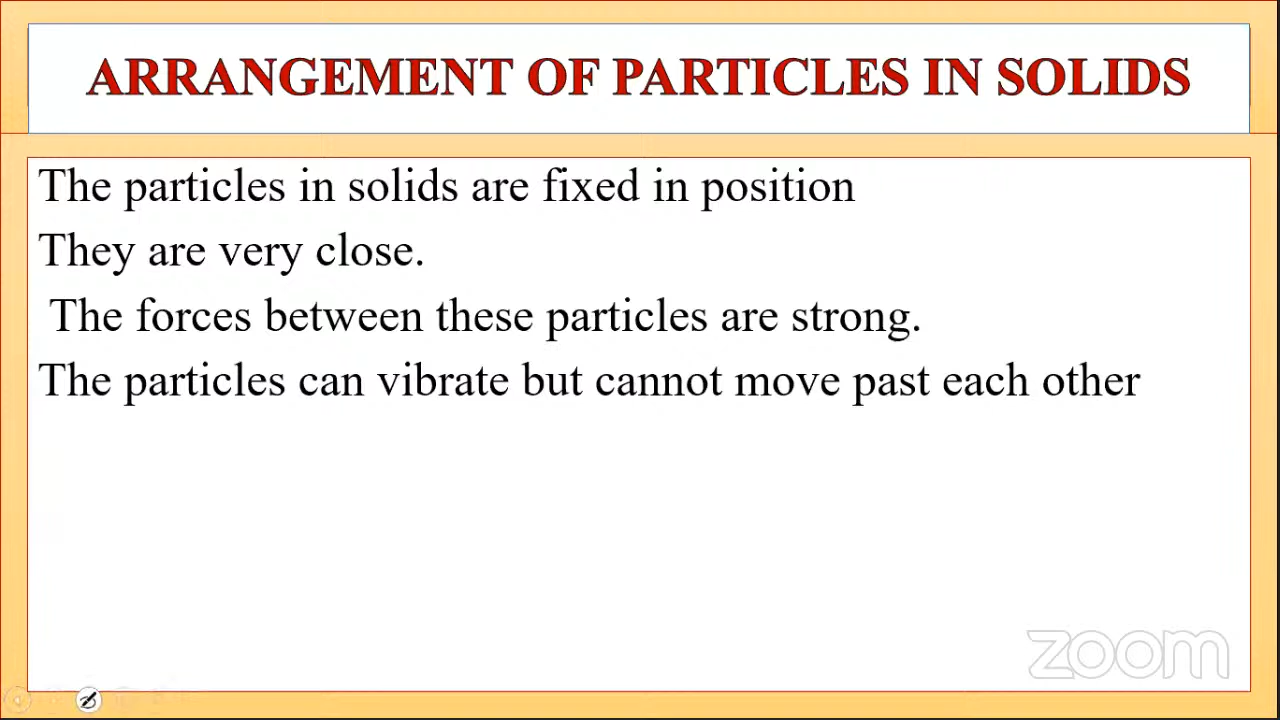 ARRANGEMENT OF PARTICLES IN SOLIDS
The particles in solids are fixed in position
They are very close.
The forces between these particles are strong.
The particles can vibrate but cannot move past each other
zoom